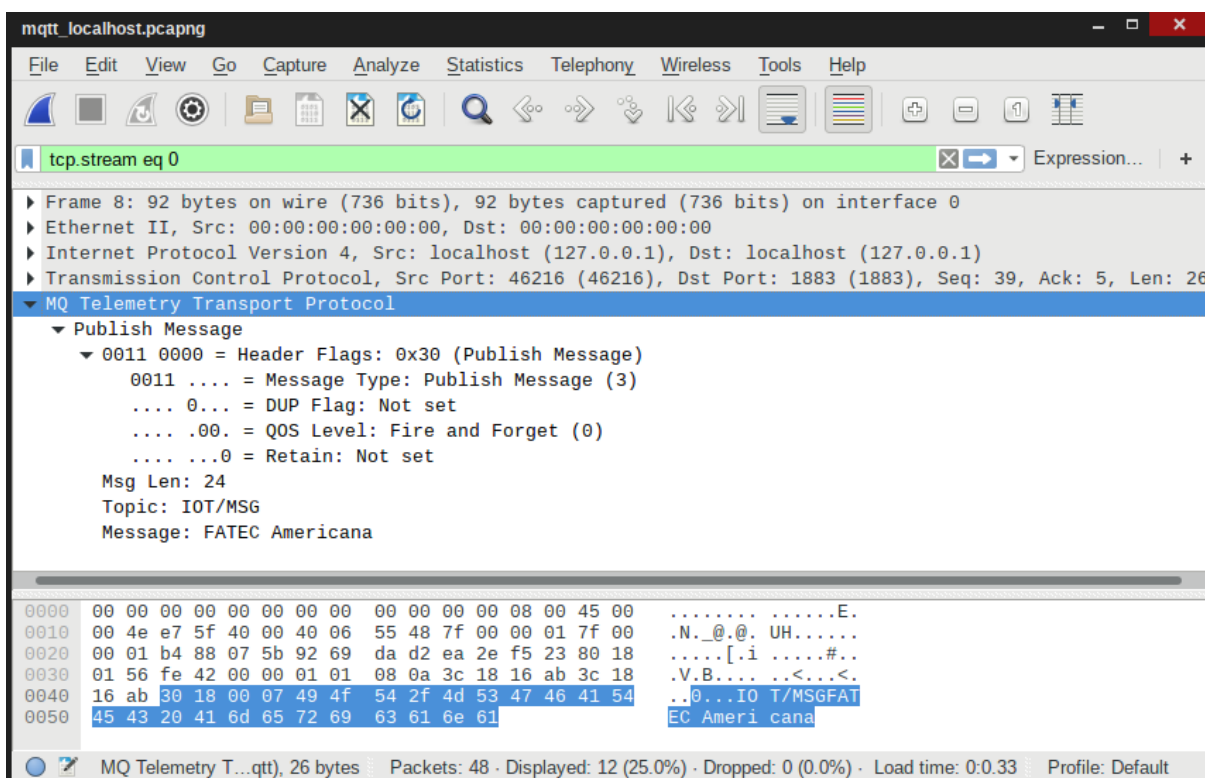 mqtt_localhost.pcapng
File Edit View Go Capture Analyze Statistics Telephony Wireless Tools Help
tcp.stream eq 0 Expression… +
Frame 8: 92 bytes on wire (736 bits), 92 bytes captured (736 bits) on interface 0
Ethernet II, Src: 00:00:00:00:00:00, Dst: 00:00:00:00:00:00
Internet Protocol Version 4, Src: localhost (127.0.0.1), Dst: localhost (127.0.0.1)
Transmission Control Protocol, Src Port: 46216 (46216), Dst Port: 1883 (1883), Seq: 39, Ack: 5, Len: 26
MQ Telemetry Transport Protocol
Publish Message
0011 0000 = Header Flags: 0x30 (Publish Message)
0011 .... = Message Type: Publish Message (3)
.... 0... = DUP Flag: Not set
.... .00. = QOS Level: Fire and Forget (0)
.... ...0 = Retain: Not set
Msg Len: 24
Topic: IOT/MSG
Message: FATEC Americana
0000 00 00 00 00 00 00 00 00 00 00 00 00 08 00 45 00 ........ ......E.
0010 00 4e e7 5f 40 00 40 06 55 48 7f 00 00 01 7f 00 .N._@.@. UH......
0020 00 01 b4 88 07 5b 92 69 da d2 ea 2e f5 23 80 18 .....[.i .....#..
0030 01 56 fe 42 00 00 01 01 08 0a 3c 18 16 ab 3c 18 .V.B.... ..<...<.
0040 16 ab 30 18 00 07 49 4f 54 2f 4d 53 47 46 41 54 ..0...IO T/MSGFAT
0050 45 43 20 41 6d 65 72 69 63 61 6e 61 EC Ameri cana
MQ Telemetry T…qtt), 26 bytes Packets: 48 · Displayed: 12 (25.0%) · Dropped: 0 (0.0%) · Load time: 0:0.33 Profile: Default